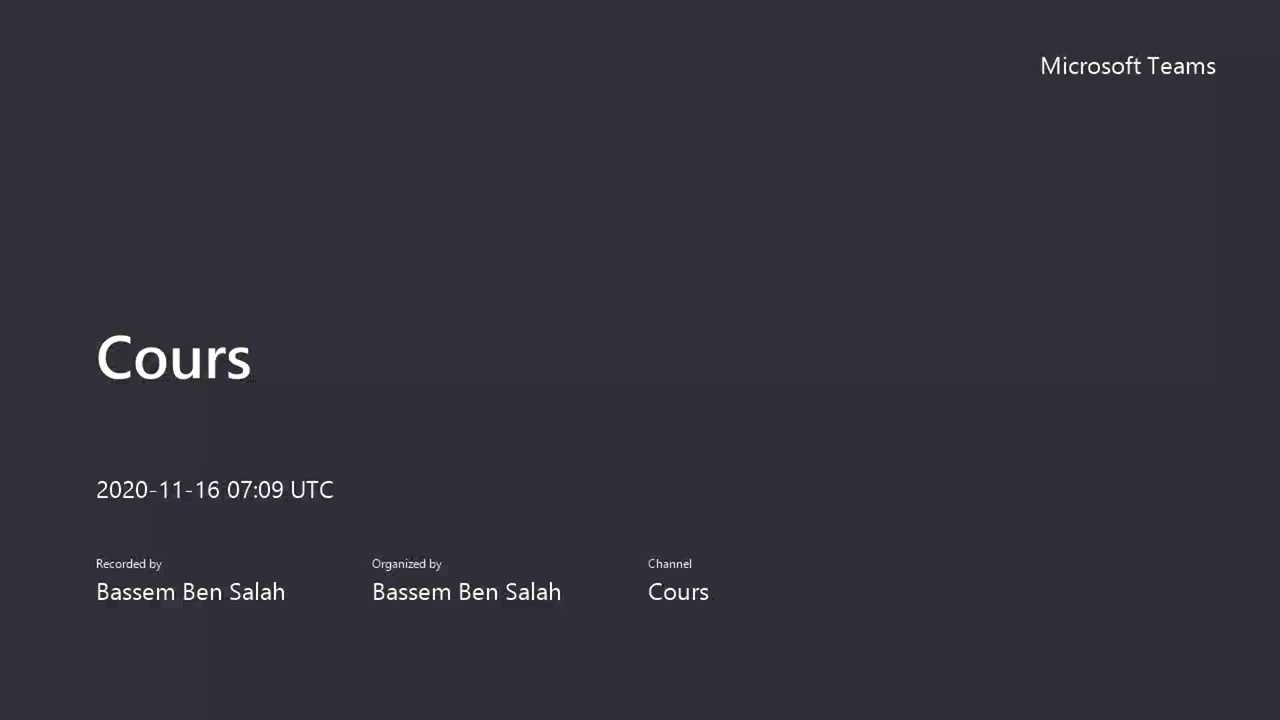 Microsoft Teams
Cours
2020-11-16 07:09 UTC
Recorded by
Bassem Ben Salah
Organized by
Bassem Ben Salah
Channel
Cours